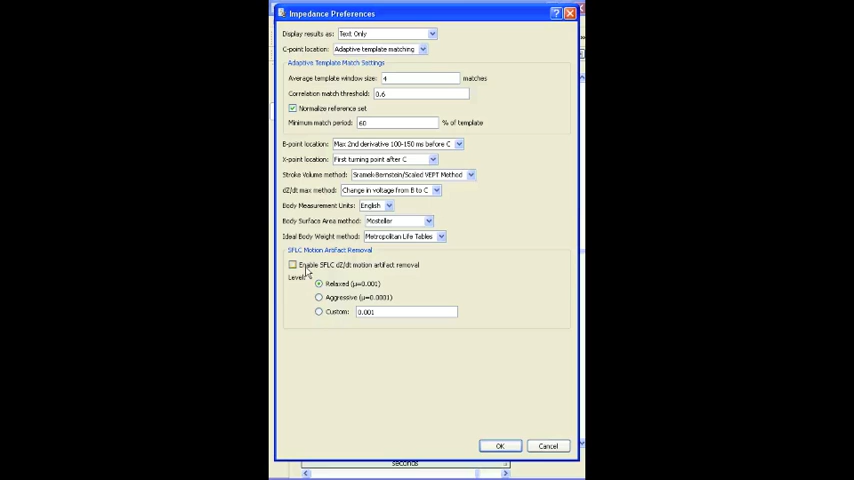 Impedance Preferences
Display results as: Text Only
C-point location: Adaptive template matching
Adaptive Template Match Settings
Average template window size: 4 matches
Correlation match threshold: 0.6
Normalize reference set
Minimum match period: 60 % of template
B-point location: Max 2nd derivative 100-150 ms before C
X-point location: First turning point after C
Stroke Volume method: Sramek-Bernstein/Scaled VEPT Method
dZ/dt max method: Change in voltage from B to C
Body Measurement Units: English
Body Surface Area method: Mosteller
Ideal Body Weight method: Metropolitan Life Tables
SFLC Motion Artifact Removal
Enable SFLC dZ/dt motion artifact removal
Level:
Relaxed (μ=0.001)
Aggressive (μ=0.0001)
Custom: 0.001
OK Cancel
seconds